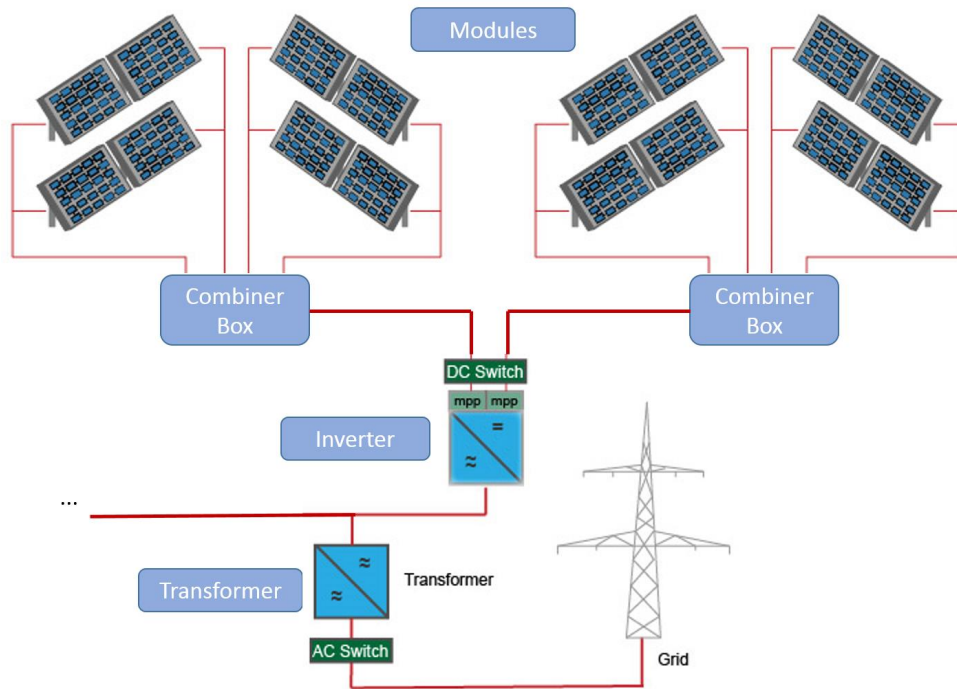 Modules
Combiner
Box
Combiner
Box
DC Switch
mpp mpp
=
≈
Inverter
...
≈
≈
Transformer
Transformer
AC Switch
Grid